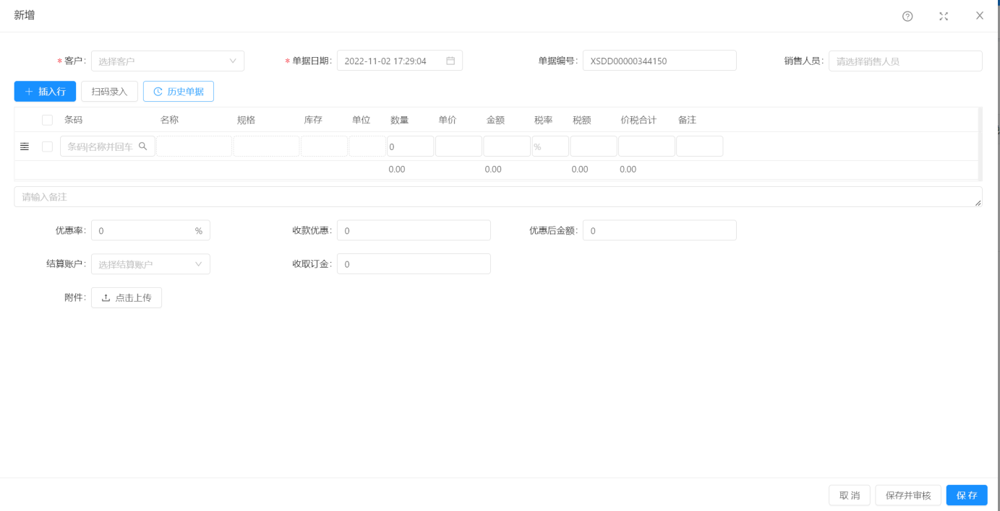 新增
* 客户: 选择客户 * 单据日期: 2022-11-02 17:29:04 单据编号: XSDD00000344150 销售人员: 请选择销售人员
插入行 扫码录入 历史单据
条码 名称 规格 库存 单位 数量 单价 金额 税率 税额 价税合计 备注
条码|名称并回车 0 %
0.00 0.00 0.00 0.00
请输入备注
优惠率: 0 % 收款优惠: 0 优惠后金额: 0
结算账户: 选择结算账户 收取订金: 0
附件: 点击上传
取消 保存并审核 保存